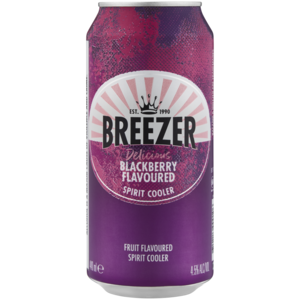 EST. 1990
BREEZER
Delicious
BLACKBERRY
FLAVOURED
SPIRIT COOLER
FRUIT FLAVOURED
SPIRIT COOLER